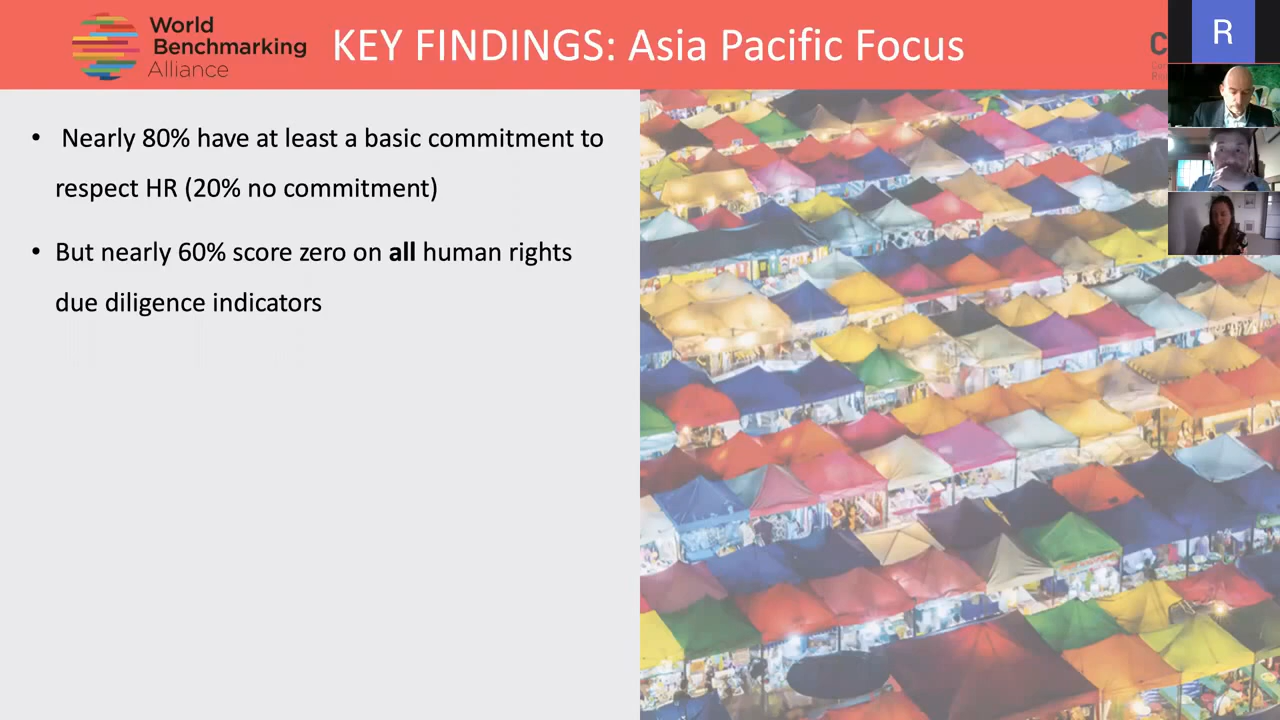 World
Benchmarking
Alliance
KEY FINDINGS: Asia Pacific Focus
C
R
• Nearly 80% have at least a basic commitment to
respect HR (20% no commitment)
• But nearly 60% score zero on all human rights
due diligence indicators